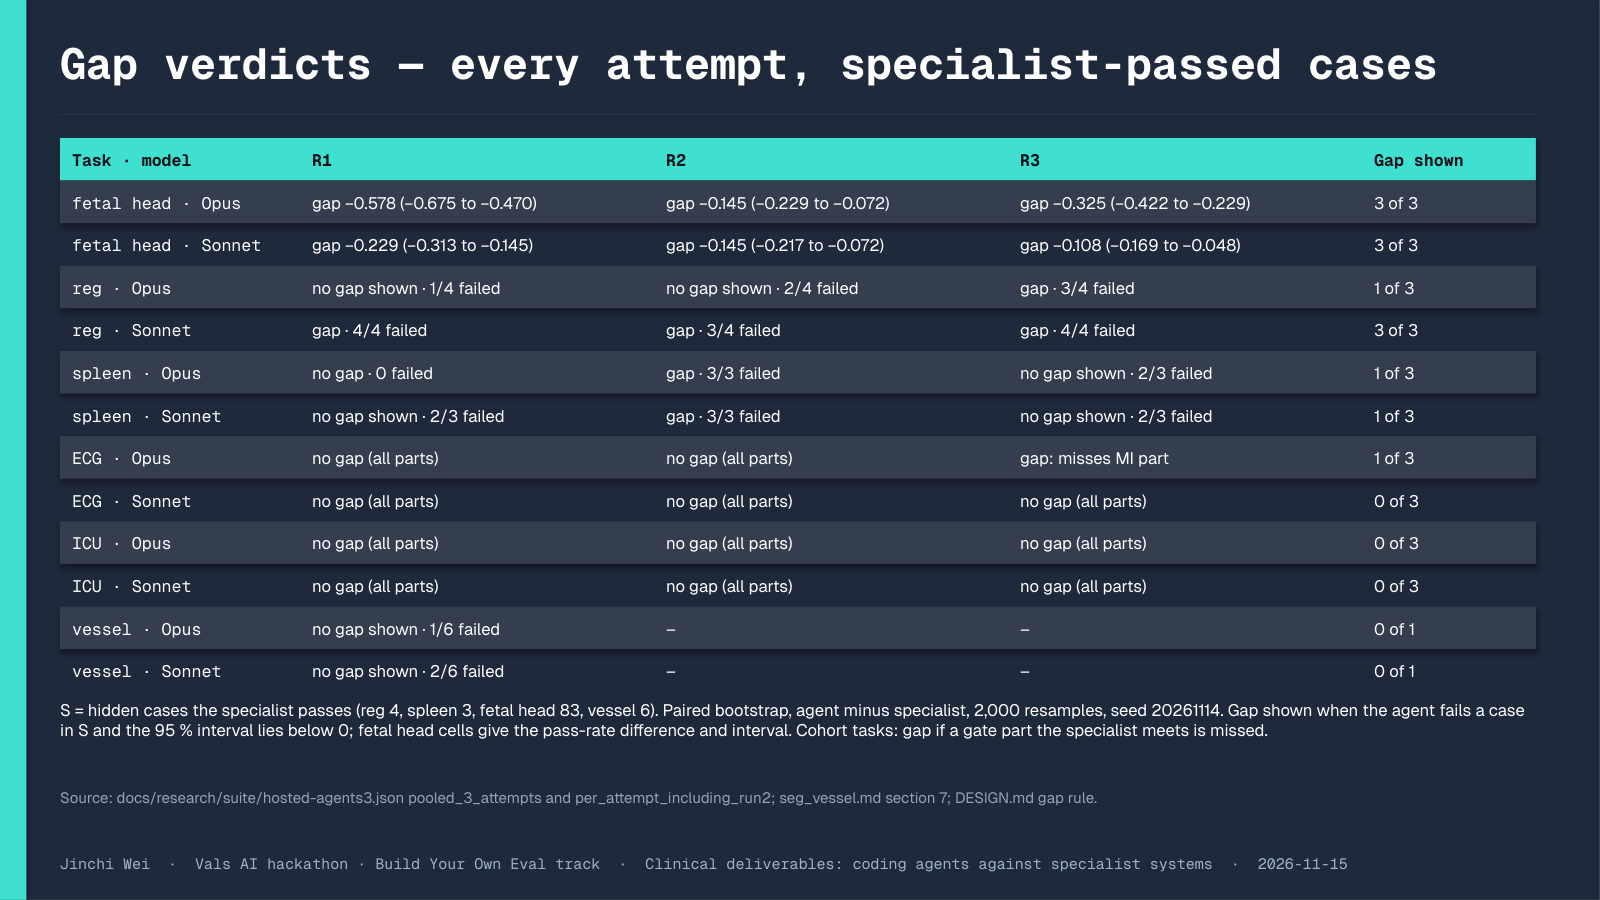 Gap verdicts — every attempt, specialist-passed cases
Task · model R1 R2 R3 Gap shown
fetal head · Opus gap −0.578 (−0.675 to −0.470) gap −0.145 (−0.229 to −0.072) gap −0.325 (−0.422 to −0.229) 3 of 3
fetal head · Sonnet gap −0.229 (−0.313 to −0.145) gap −0.145 (−0.217 to −0.072) gap −0.108 (−0.169 to −0.048) 3 of 3
reg · Opus no gap shown · 1/4 failed no gap shown · 2/4 failed gap · 3/4 failed 1 of 3
reg · Sonnet gap · 4/4 failed gap · 3/4 failed gap · 4/4 failed 3 of 3
spleen · Opus no gap · 0 failed gap · 3/3 failed no gap shown · 2/3 failed 1 of 3
spleen · Sonnet no gap shown · 2/3 failed gap · 3/3 failed no gap shown · 2/3 failed 1 of 3
ECG · Opus no gap (all parts) no gap (all parts) gap: misses MI part 1 of 3
ECG · Sonnet no gap (all parts) no gap (all parts) no gap (all parts) 0 of 3
ICU · Opus no gap (all parts) no gap (all parts) no gap (all parts) 0 of 3
ICU · Sonnet no gap (all parts) no gap (all parts) no gap (all parts) 0 of 3
vessel · Opus no gap shown · 1/6 failed – – 0 of 1
vessel · Sonnet no gap shown · 2/6 failed – – 0 of 1
S = hidden cases the specialist passes (reg 4, spleen 3, fetal head 83, vessel 6). Paired bootstrap, agent minus specialist, 2,000 resamples, seed 20261114. Gap shown when the agent fails a case
in S and the 95 % interval lies below 0; fetal head cells give the pass-rate difference and interval. Cohort tasks: gap if a gate part the specialist meets is missed.
Source: docs/research/suite/hosted-agents3.json pooled_3_attempts and per_attempt_including_run2; seg_vessel.md section 7; DESIGN.md gap rule.
Jinchi Wei · Vals AI hackathon · Build Your Own Eval track · Clinical deliverables: coding agents against specialist systems · 2026-11-15